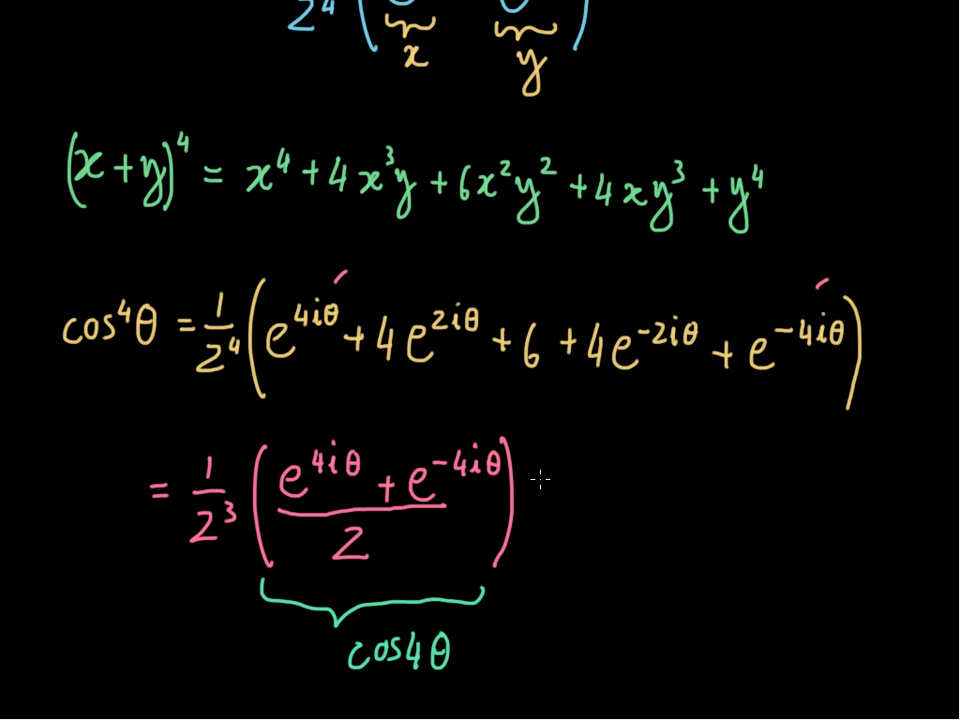 2⁴ (
x y
(x+y)⁴ = x⁴ + 4x³y + 6x²y² + 4xy³ + y⁴
cos⁴θ = 1/2⁴ (e^{4iθ} + 4e^{2iθ} + 6 + 4e^{-2iθ} + e^{-4iθ})
= 1/2³ ((e^{4iθ} + e^{-4iθ})/2)
cos4θ